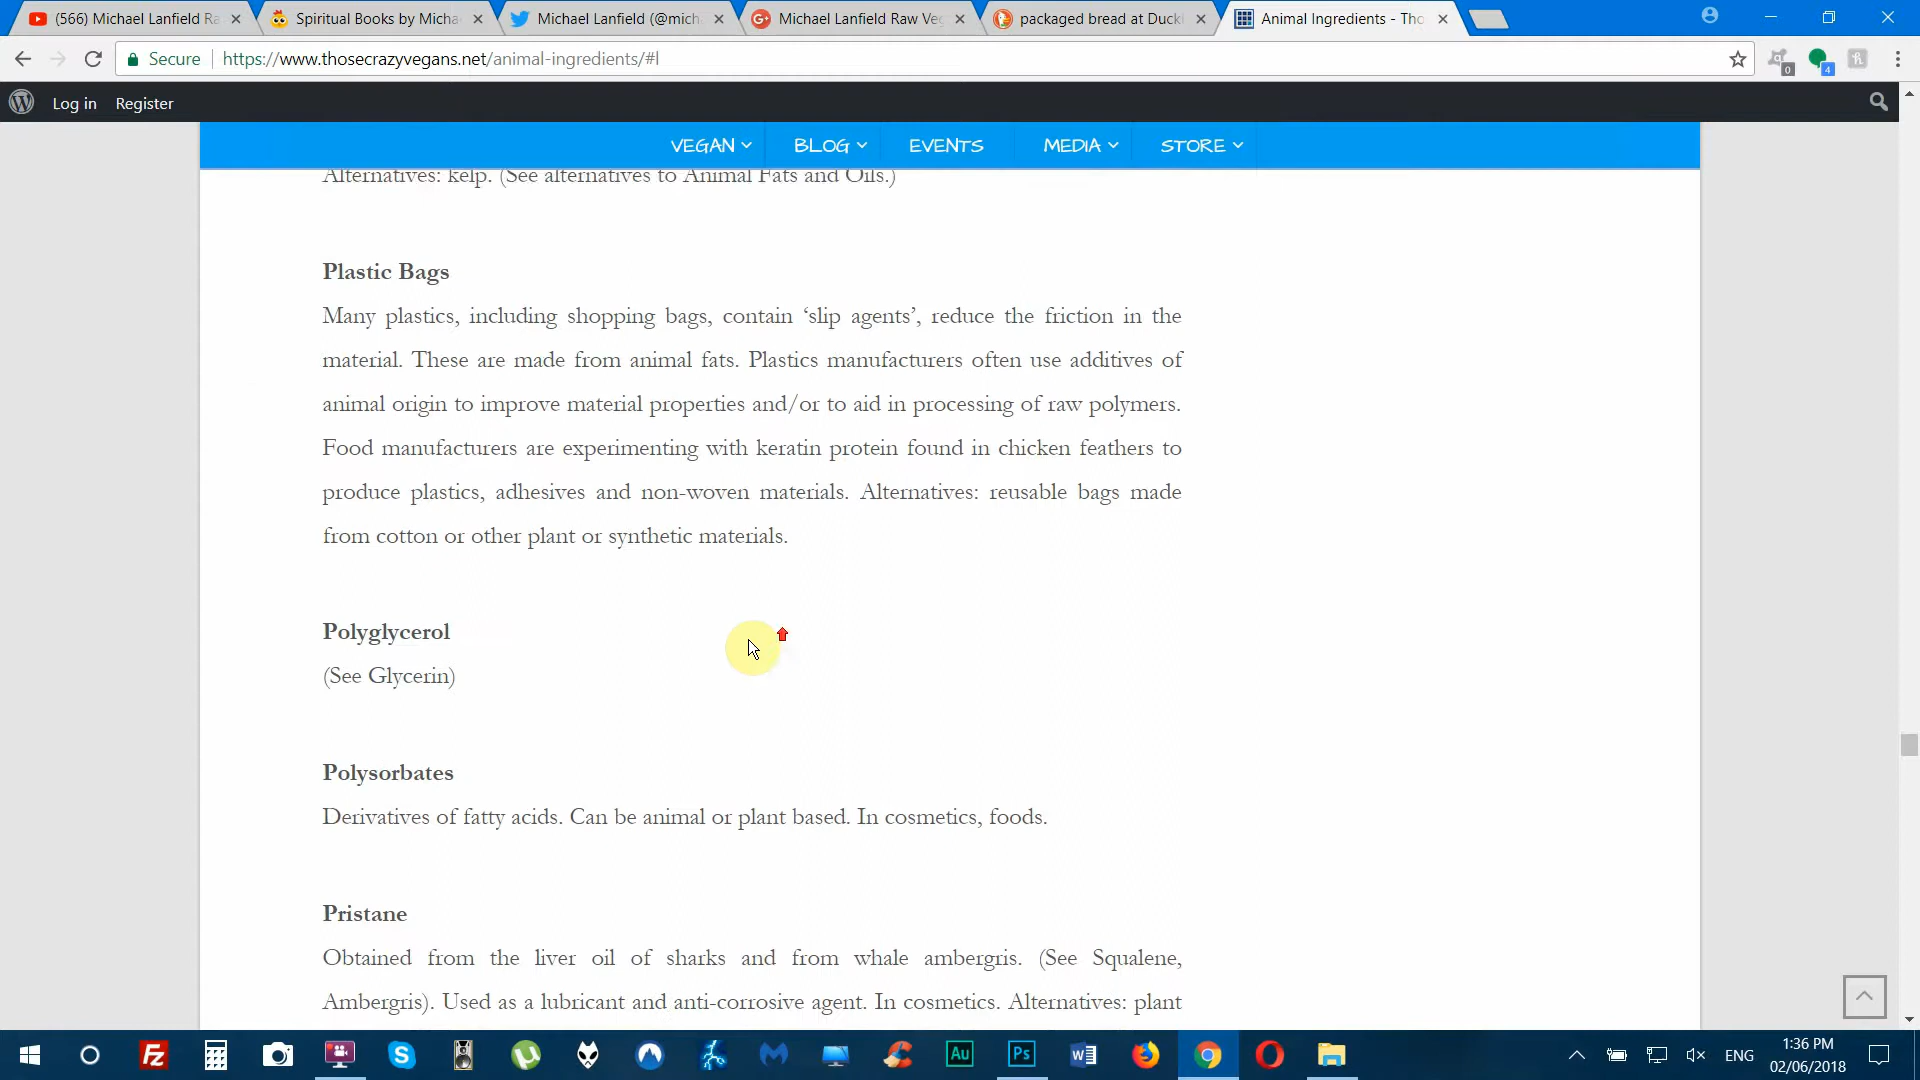 (566) Michael Lanfield Ra
Spiritual Books by Micha
Michael Lanfield (@mich
Michael Lanfield Raw Veg
packaged bread at Duckl
Animal Ingredients - Tho
Secure
https://www.thosecrazyvegans.net/animal-ingredients/#l
0
4
Log in
Register
VEGAN
BLOG
EVENTS
MEDIA
STORE
Alternatives: kelp. (See alternatives to Animal Fats and Oils.)
Plastic Bags
Many plastics, including shopping bags, contain ‘slip agents’, reduce the friction in the
material. These are made from animal fats. Plastics manufacturers often use additives of
animal origin to improve material properties and/or to aid in processing of raw polymers.
Food manufacturers are experimenting with keratin protein found in chicken feathers to
produce plastics, adhesives and non-woven materials. Alternatives: reusable bags made
from cotton or other plant or synthetic materials.
Polyglycerol
(See Glycerin)
Polysorbates
Derivatives of fatty acids. Can be animal or plant based. In cosmetics, foods.
Pristane
Obtained from the liver oil of sharks and from whale ambergris. (See Squalene,
Ambergris). Used as a lubricant and anti-corrosive agent. In cosmetics. Alternatives: plant
Fz
Au
Ps
ENG
1:36 PM
02/06/2018